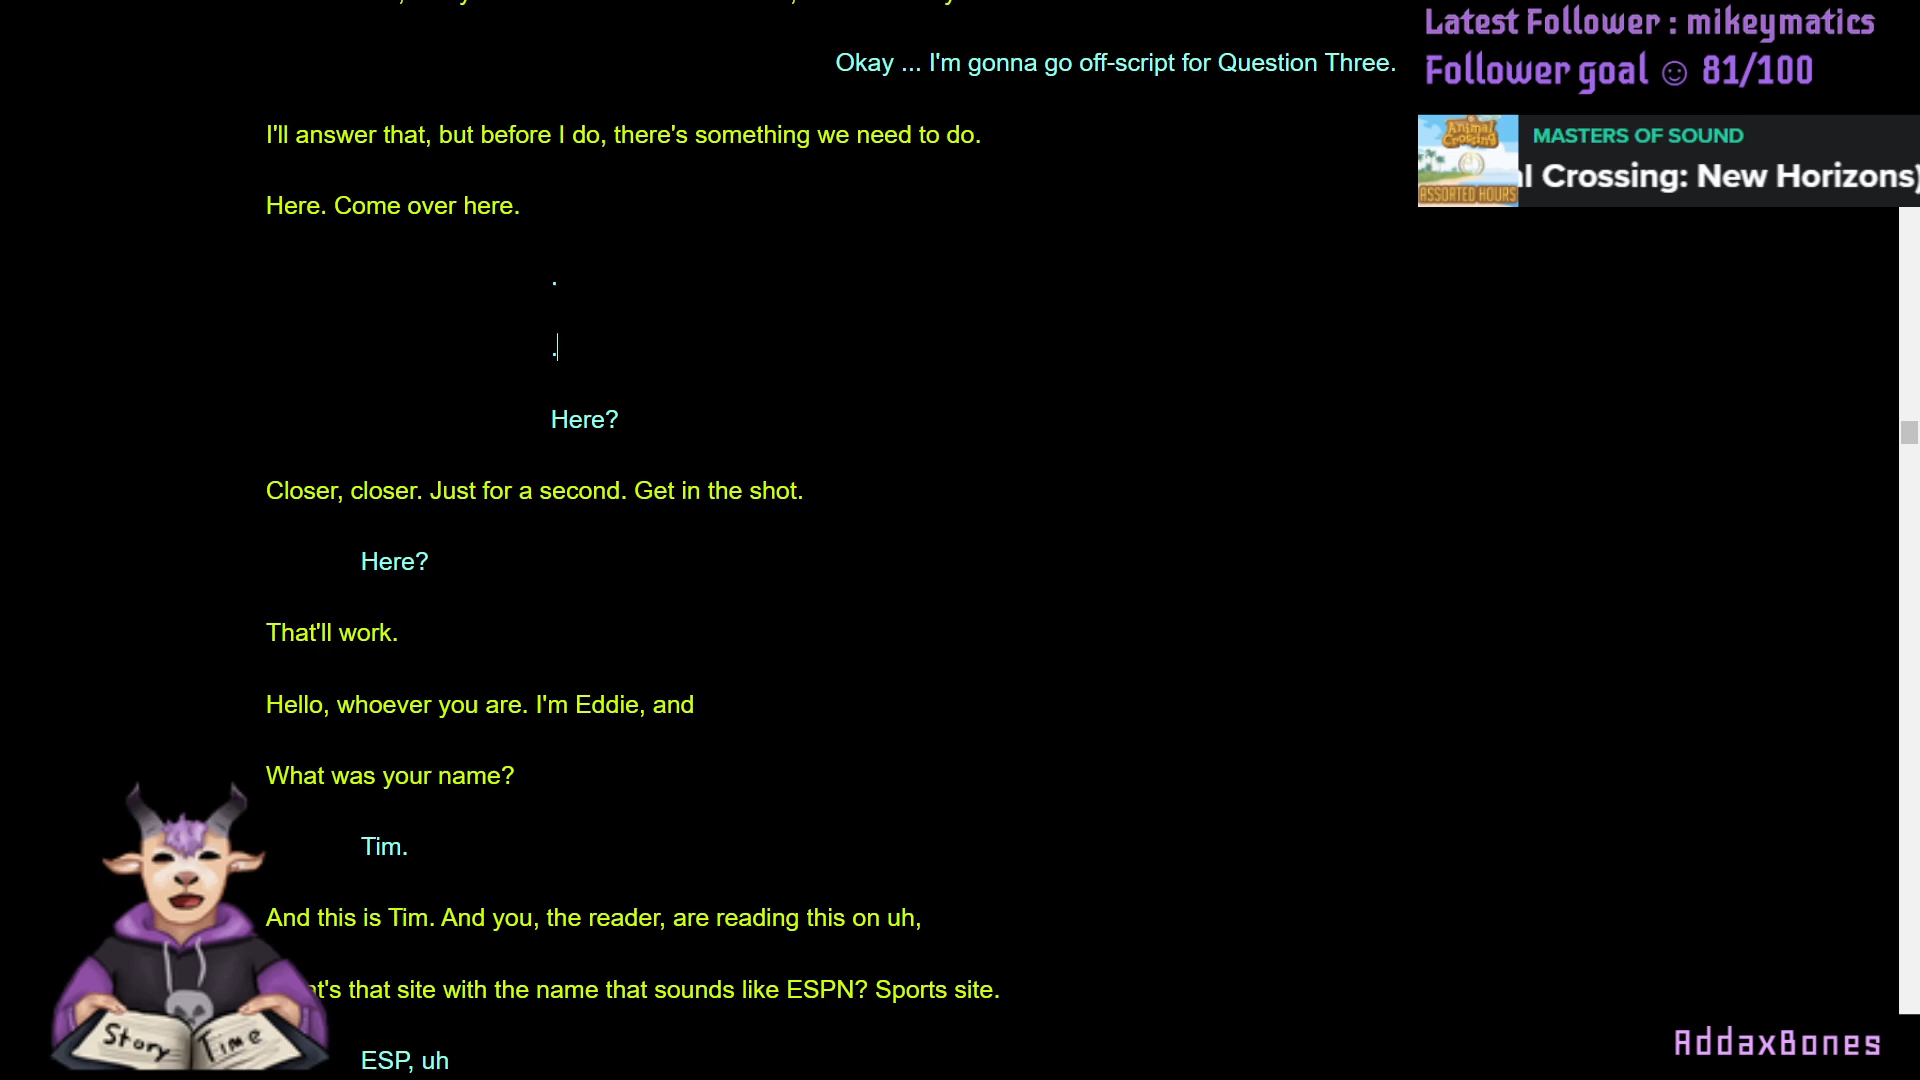 Okay ... I'm gonna go off-script for Question Three.
I'll answer that, but before I do, there's something we need to do.
Here. Come over here.
.
.
Here?
Closer, closer. Just for a second. Get in the shot.
Here?
That'll work.
Hello, whoever you are. I'm Eddie, and
What was your name?
Tim.
And this is Tim. And you, the reader, are reading this on uh,
that site with the name that sounds like ESPN? Sports site.
ESP, uh
Latest Follower : mikeymatics
Follower goal ☺ 81/100
Animal Crossing
ASSORTED HOURS
MASTERS OF SOUND
Crossing: New Horizons)
Story Time
AddaxBones